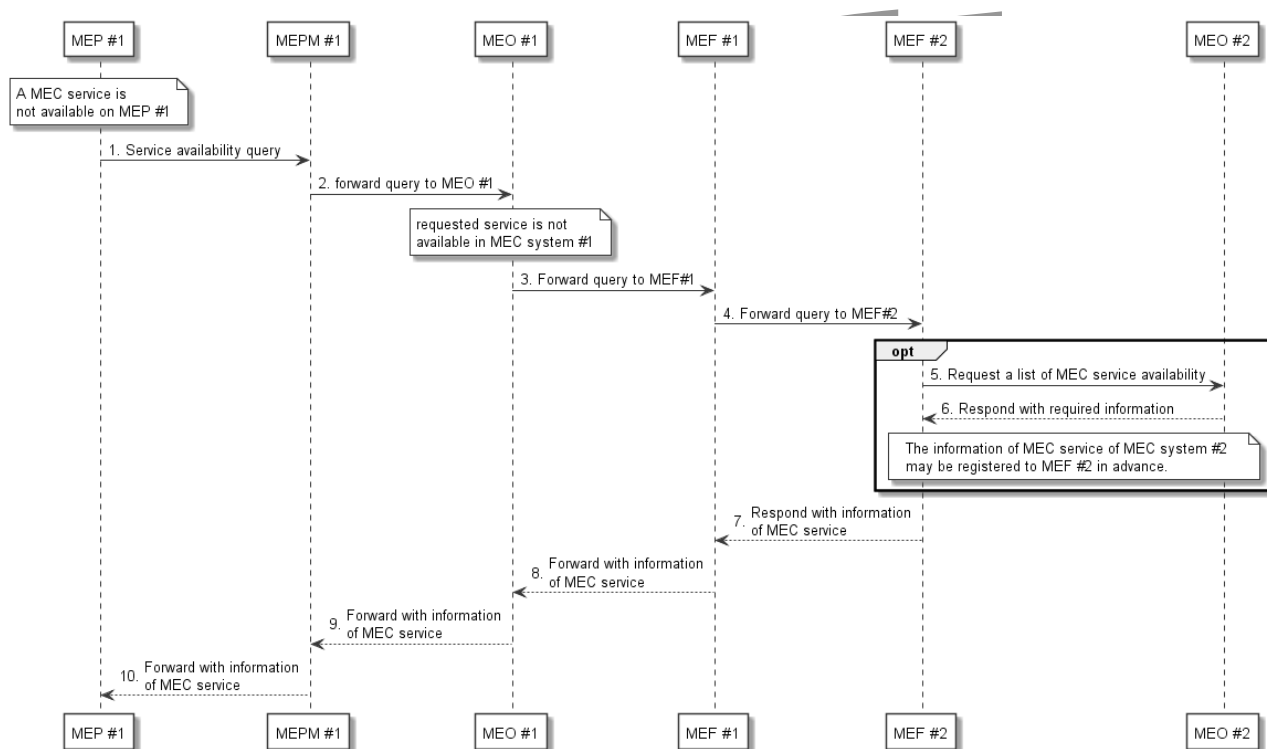 MEP #1
MEPM #1
MEO #1
MEF #1
MEF #2
MEO #2
A MEC service is
not available on MEP #1
1. Service availability query
2. forward query to MEO #1
requested service is not
available in MEC system #1
3. Forward query to MEF#1
4. Forward query to MEF#2
opt
5. Request a list of MEC service availability
6. Respond with required information
The information of MEC service of MEC system #2
may be registered to MEF #2 in advance.
7. Respond with information
of MEC service
8. Forward with information
of MEC service
9. Forward with information
of MEC service
10. Forward with information
of MEC service
MEP #1
MEPM #1
MEO #1
MEF #1
MEF #2
MEO #2